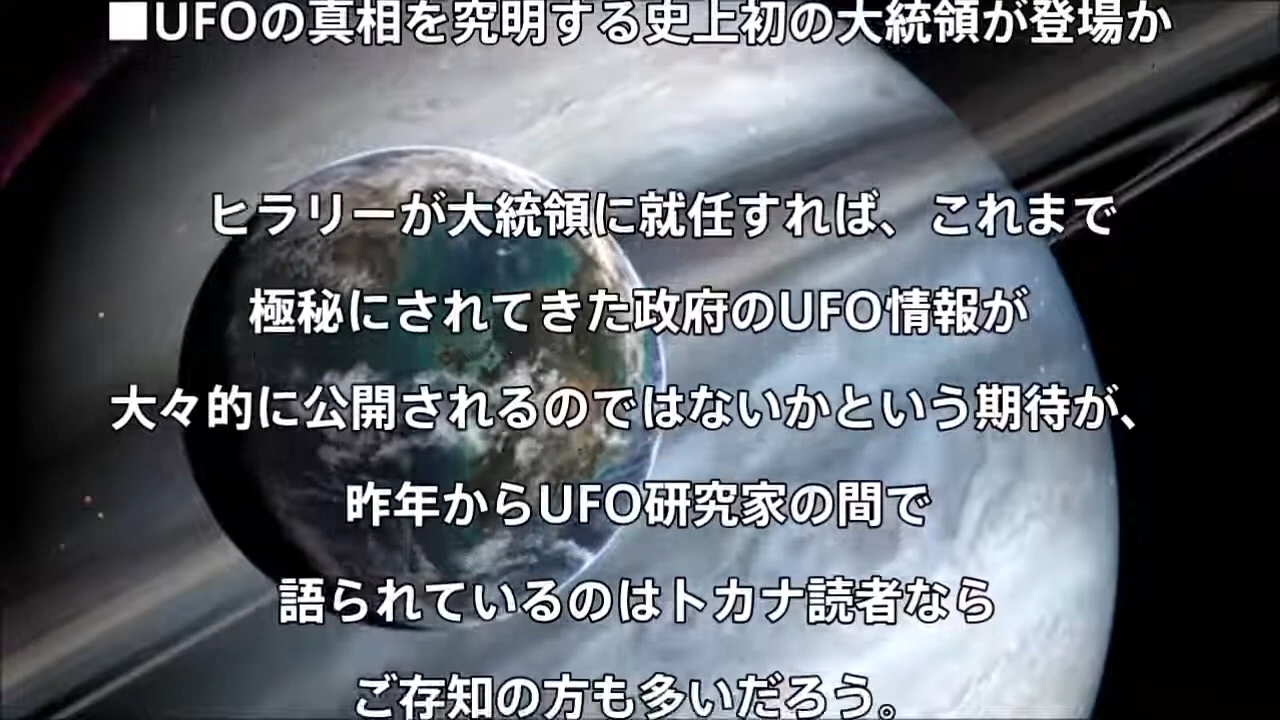 ■UFOの真相を究明する史上初の大統領が登場か
ヒラリーが大統領に就任すれば、これまで
極秘にされてきた政府のUFO情報が
大々的に公開されるのではないかという期待が、
昨年からUFO研究家の間で
語られているのはトカナ読者なら
ご存知の方も多いだろう。